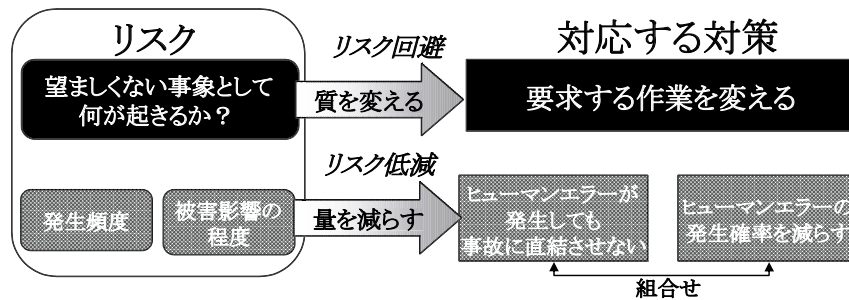 リスク
望ましくない事象として
何が起きるか？
発生頻度
被害影響の
程度
リスク回避
質を変える
リスク低減
量を減らす
対応する対策
要求する作業を変える
ヒューマンエラーが
発生しても
事故に直結させない
ヒューマンエラーの
発生確率を減らす
組合せ